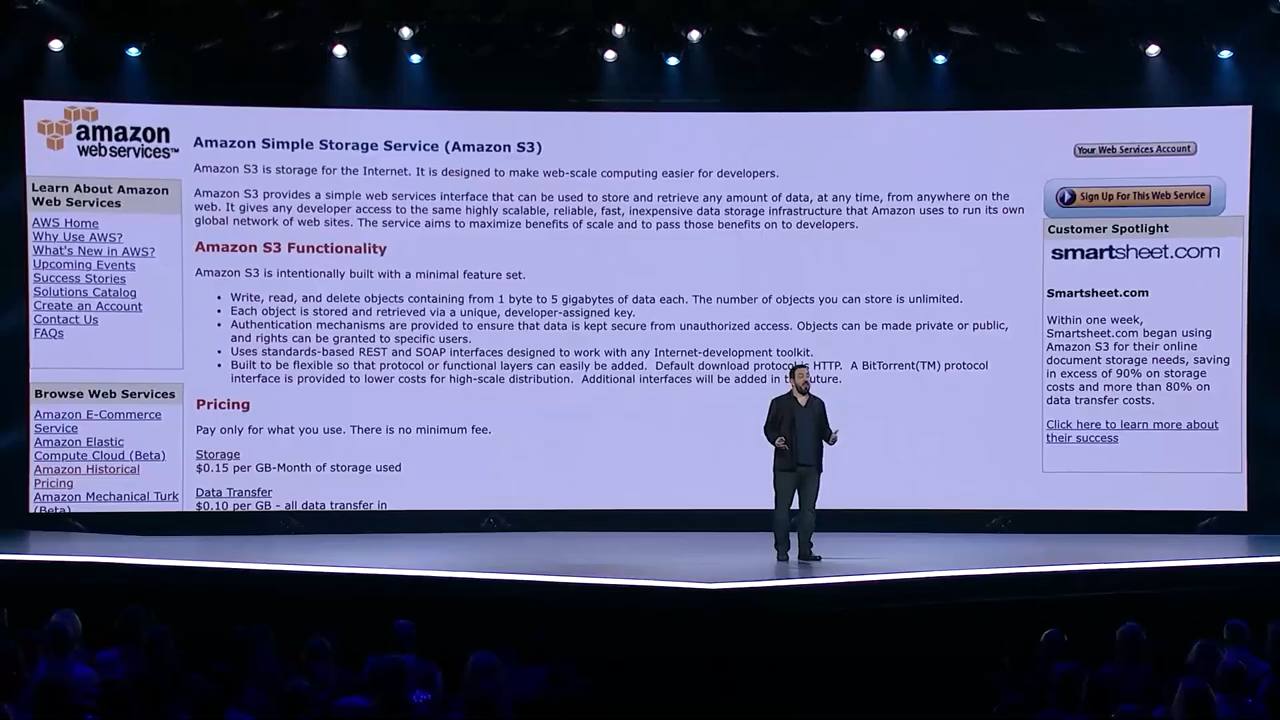 amazon
webservices™
Learn About Amazon
Web Services
AWS Home
Why Use AWS?
What's New in AWS?
Upcoming Events
Success Stories
Solutions Catalog
Create an Account
Contact Us
FAQs
Browse Web Services
Amazon E-Commerce
Service
Amazon Elastic
Compute Cloud (Beta)
Amazon Historical
Pricing
Amazon Mechanical Turk
(Beta)
Amazon Simple Storage Service (Amazon S3)
Amazon S3 is storage for the Internet. It is designed to make web-scale computing easier for developers.
Amazon S3 provides a simple web services interface that can be used to store and retrieve any amount of data, at any time, from anywhere on the
web. It gives any developer access to the same highly scalable, reliable, fast, inexpensive data storage infrastructure that Amazon uses to run its own
global network of web sites. The service aims to maximize benefits of scale and to pass those benefits on to developers.
Amazon S3 Functionality
Amazon S3 is intentionally built with a minimal feature set.
• Write, read, and delete objects containing from 1 byte to 5 gigabytes of data each. The number of objects you can store is unlimited.
• Each object is stored and retrieved via a unique, developer-assigned key.
• Authentication mechanisms are provided to ensure that data is kept secure from unauthorized access. Objects can be made private or public,
and rights can be granted to specific users.
• Uses standards-based REST and SOAP interfaces designed to work with any Internet-development toolkit.
• Built to be flexible so that protocol or functional layers can easily be added. Default download protocol is HTTP. A BitTorrent(TM) protocol
interface is provided to lower costs for high-scale distribution. Additional interfaces will be added in
Pricing
Pay only for what you use. There is no minimum fee.
Storage
$0.15 per GB-Month of storage used
Data Transfer
$0.10 per GB - all data transfer in
Your Web Services Account
Sign Up For This Web Service
Customer Spotlight
smartsheet.com
Smartsheet.com
Within one week,
Smartsheet.com began using
Amazon S3 for their online
document storage needs, saving
in excess of 90% on storage
costs and more than 80% on
data transfer costs.
Click here to learn more about
their success